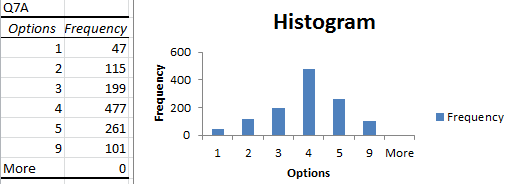 Q7A
Options Frequency
1 47
2 115
3 199
4 477
5 261
9 101
More 0
Histogram
600
400
200
0
Frequency
1 2 3 4 5 9 More
Options
Frequency